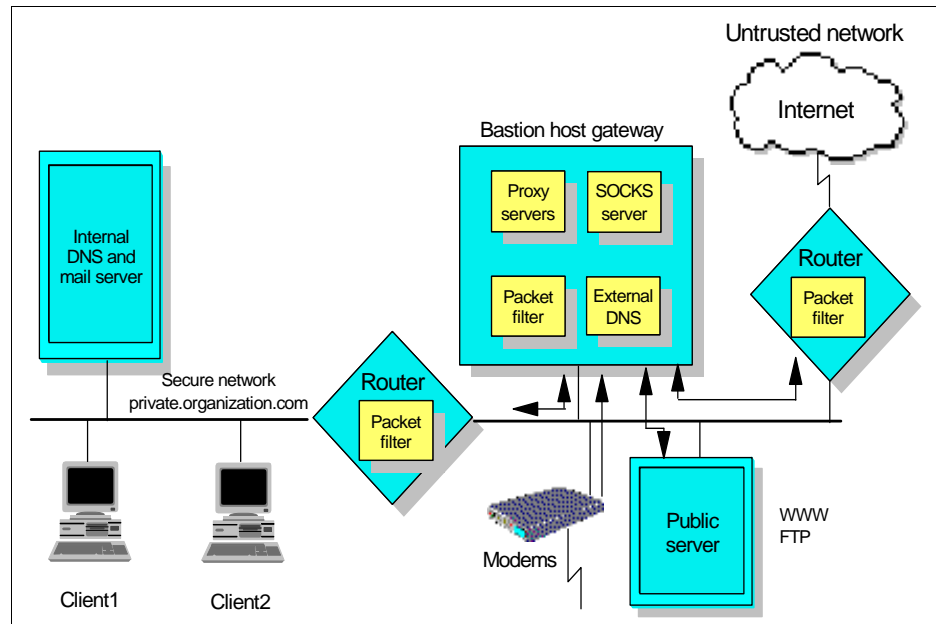 Untrusted network
Internet
Bastion host gateway
Proxy
servers
SOCKS
server
Packet
filter
External
DNS
Router
Packet
filter
Internal
DNS and
mail server
Secure network
private.organization.com
Router
Packet
filter
Client1
Client2
Modems
Public
server
WWW
FTP